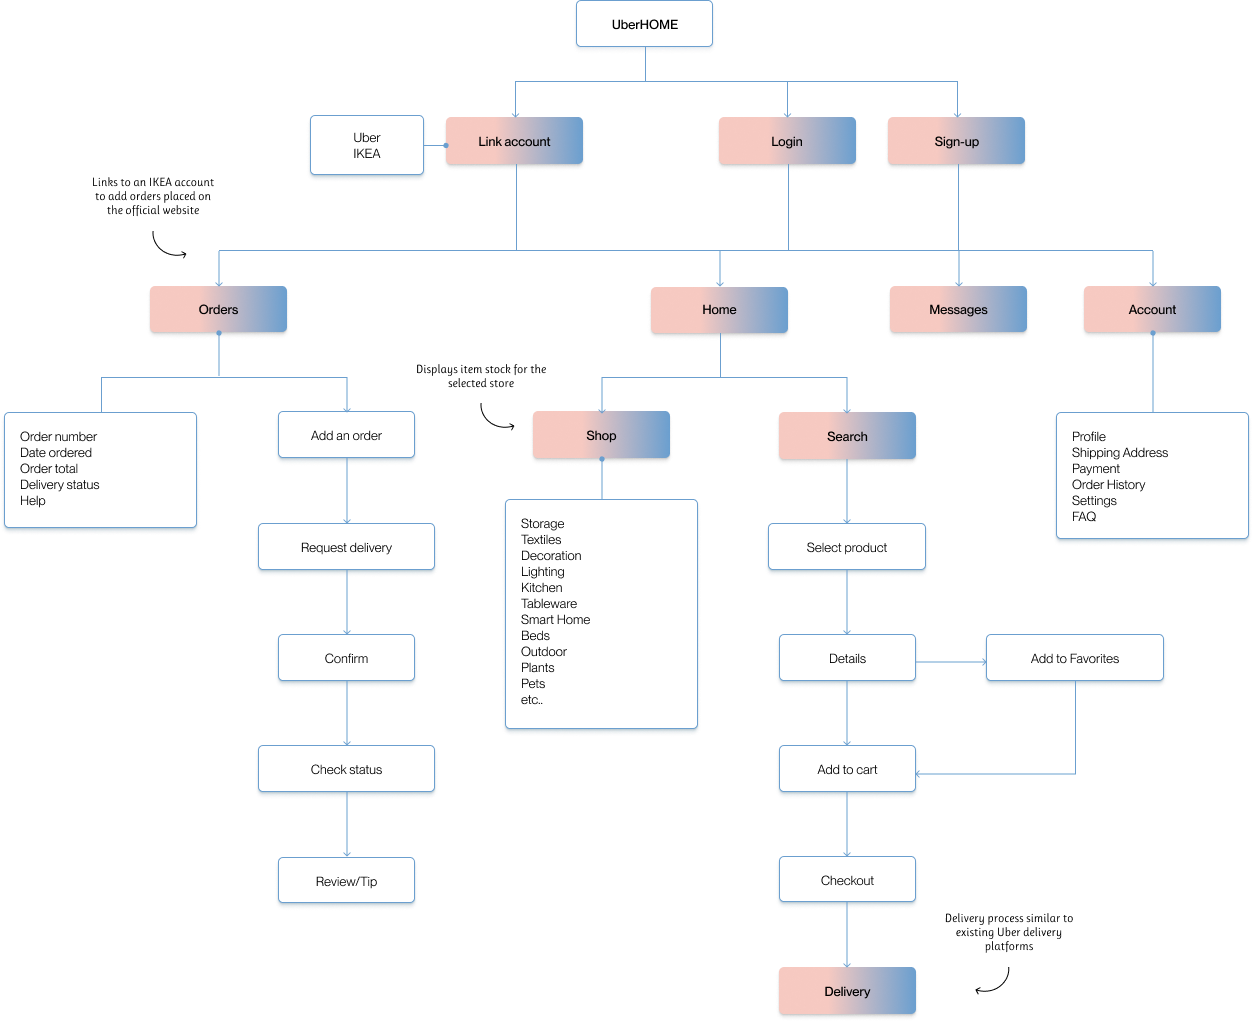 UberHOME
Uber
IKEA
Link account
Login
Sign-up
Links to an IKEA account
to add orders placed on
the official website
Orders
Home
Messages
Account
Displays item stock for the
selected store
Order number
Date ordered
Order total
Delivery status
Help
Add an order
Shop
Search
Profile
Shipping Address
Payment
Order History
Settings
FAQ
Request delivery
Storage
Textiles
Decoration
Lighting
Kitchen
Tableware
Smart Home
Beds
Outdoor
Plants
Pets
etc..
Select product
Confirm
Details
Add to Favorites
Check status
Add to cart
Review/Tip
Checkout
Delivery process similar to
existing Uber delivery
platforms
Delivery